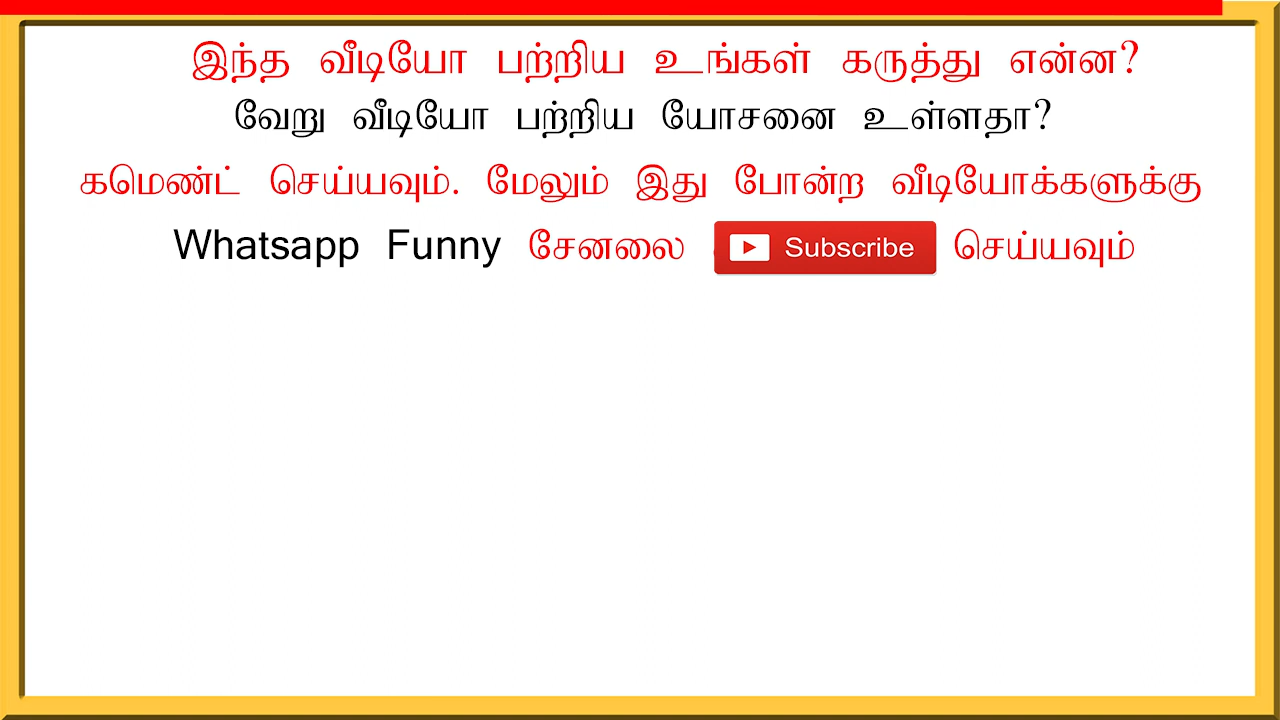 இந்த வீடியோ பற்றிய உங்கள் கருத்து என்ன?
வேறு வீடியோ பற்றிய யோசனை உள்ளதா?
கமெண்ட் செய்யவும். மேலும் இது போன்ற வீடியோக்களுக்கு
Whatsapp Funny சேனலை Subscribe செய்யவும்